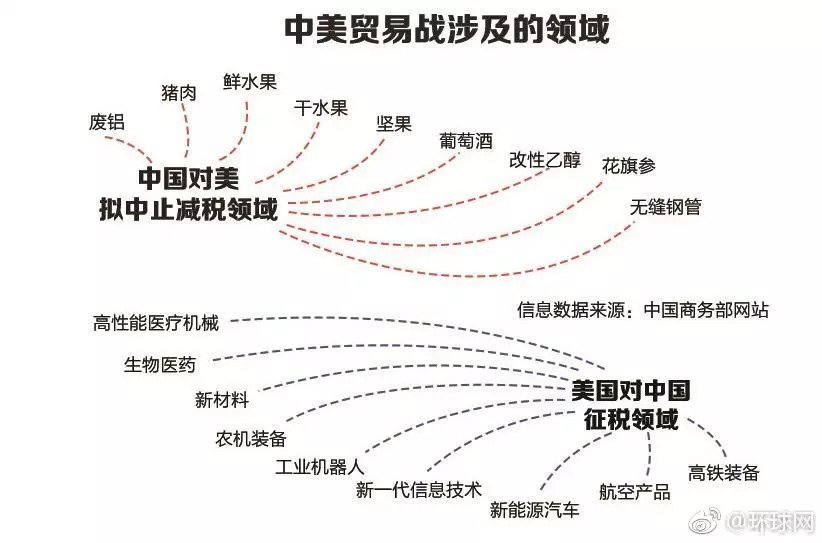 中美贸易战涉及的领域
废铝
猪肉
鲜水果
干水果
坚果
葡萄酒
改性乙醇
花旗参
无缝钢管
中国对美
拟中止减税领域
信息数据来源：中国商务部网站
高性能医疗机械
生物医药
新材料
农机装备
工业机器人
新一代信息技术
新能源汽车
航空产品
高铁装备
美国对中国
征税领域
@环球网